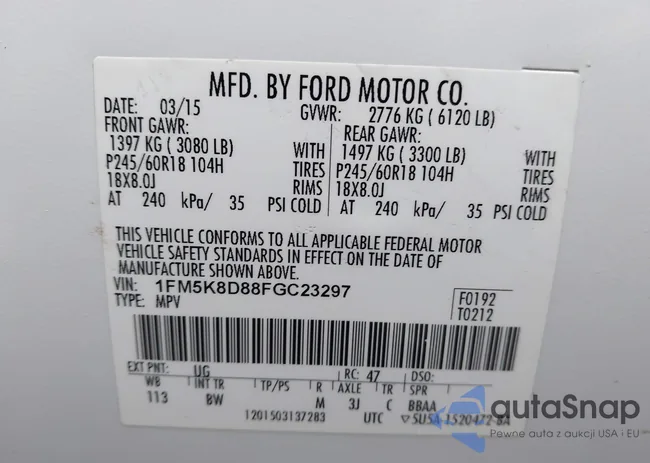 MFD. BY FORD MOTOR CO.
DATE: 03/15 GVWR: 2776 KG ( 6120 LB)
FRONT GAWR: REAR GAWR:
1397 KG ( 3080 LB) WITH 1497 KG ( 3300 LB) WITH
P245/60R18 104H TIRES P245/60R18 104H TIRES
18X8.0J RIMS 18X8.0J RIMS
AT 240 kPa/ 35 PSI COLD AT 240 kPa/ 35 PSI COLD
THIS VEHICLE CONFORMS TO ALL APPLICABLE FEDERAL MOTOR
VEHICLE SAFETY STANDARDS IN EFFECT ON THE DATE OF
MANUFACTURE SHOWN ABOVE.
VIN: 1FM5K8D88FGC23297
TYPE: MPV
F0192
T0212
EXT PNT: UG RC: 47 DSO:
WB INT TR TP/PS R AXLE TR SPR
113 BW M 3J C BBAA
1201503137283 UTC ▽5U5A-1520472-BA
autaSnap
Pewne auta z aukcji USA i EU